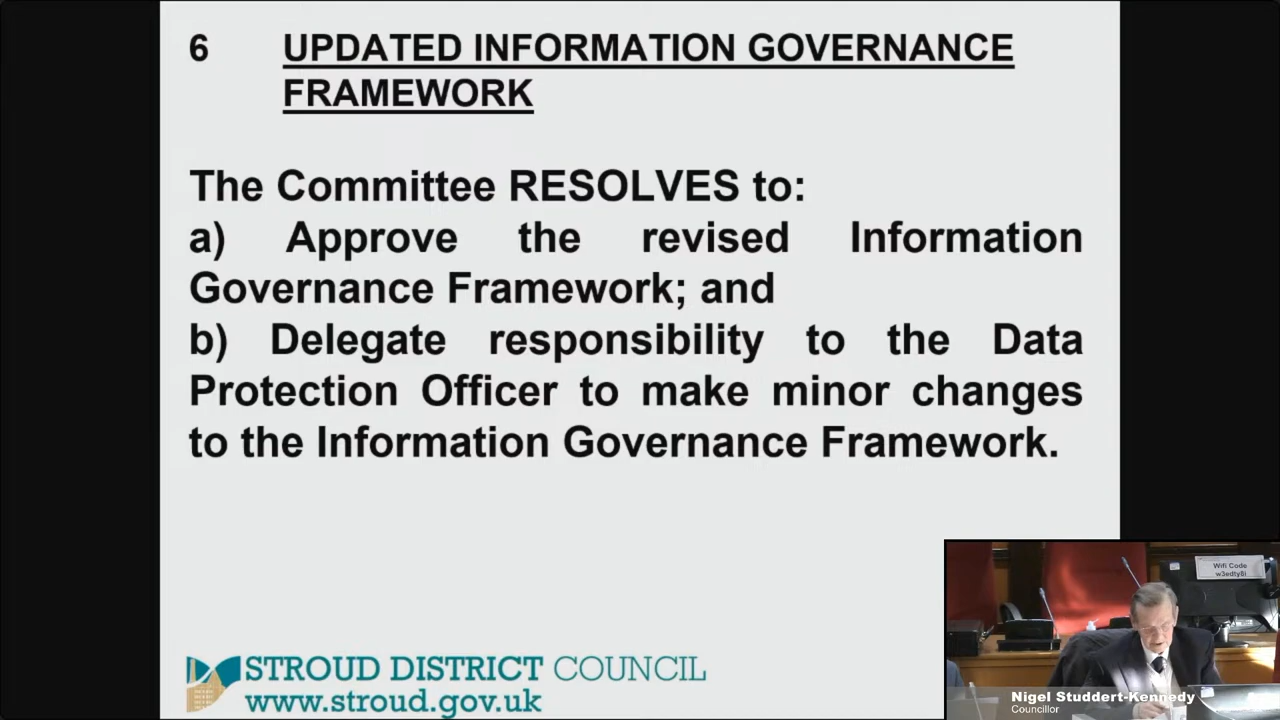 6 UPDATED INFORMATION GOVERNANCE
FRAMEWORK
The Committee RESOLVES to:
a) Approve the revised Information
Governance Framework; and
b) Delegate responsibility to the Data
Protection Officer to make minor changes
to the Information Governance Framework.
STROUD DISTRICT COUNCIL
www.stroud.gov.uk
Wifi Code
w3edty8i
Nigel Studdert-Kennedy
Councillor